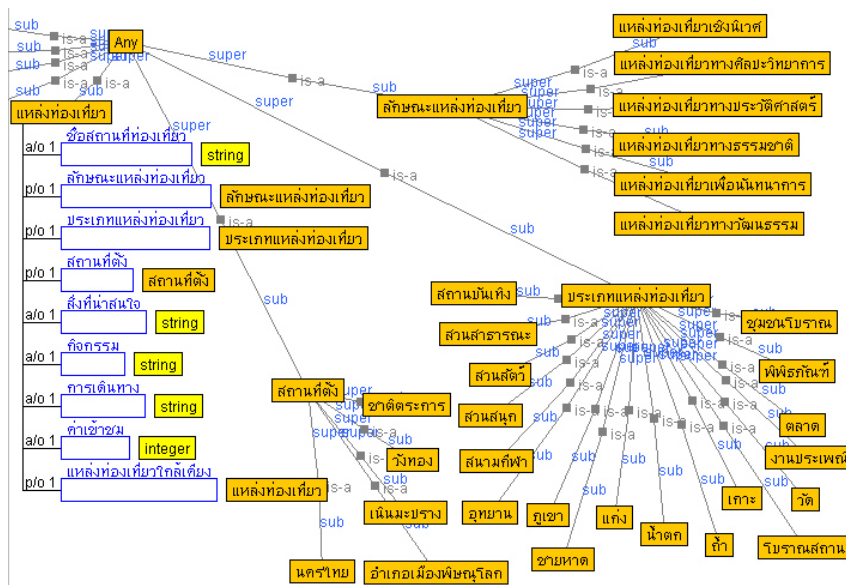 Any
sub
is-a
super
แหล่งท่องเที่ยว
a/o 1 ชื่อสถานที่ท่องเที่ยว string
p/o 1 ลักษณะแหล่งท่องเที่ยว ลักษณะแหล่งท่องเที่ยว
p/o 1 ประเภทแหล่งท่องเที่ยว ประเภทแหล่งท่องเที่ยว
p/o 1 สถานที่ตั้ง สถานที่ตั้ง
a/o 1 สิ่งที่น่าสนใจ string
a/o 1 กิจกรรม string
a/o 1 การเดินทาง string
a/o 1 ค่าเข้าชม integer
p/o 1 แหล่งท่องเที่ยวใกล้เคียง แหล่งท่องเที่ยว
ลักษณะแหล่งท่องเที่ยว
แหล่งท่องเที่ยวเชิงนิเวศ
แหล่งท่องเที่ยวทางศิลปะวิทยาการ
แหล่งท่องเที่ยวทางประวัติศาสตร์
แหล่งท่องเที่ยวทางธรรมชาติ
แหล่งท่องเที่ยวเพื่อนันทนาการ
แหล่งท่องเที่ยวทางวัฒนธรรม
สถานที่ตั้ง
ชาติตระการ
วังทอง
เนินมะปราง
อำเภอเมืองพิษณุโลก
นครไทย
ประเภทแหล่งท่องเที่ยว
สถานบันเทิง
สวนสาธารณะ
สวนสัตว์
สวนสนุก
สนามกีฬา
อุทยาน
ภูเขา
ชายหาด
แก่ง
น้ำตก
ถ้ำ
เกาะ
โบราณสถาน
วัด
งานประเพณี
ตลาด
พิพิธภัณฑ์
ชุมชนโบราณ